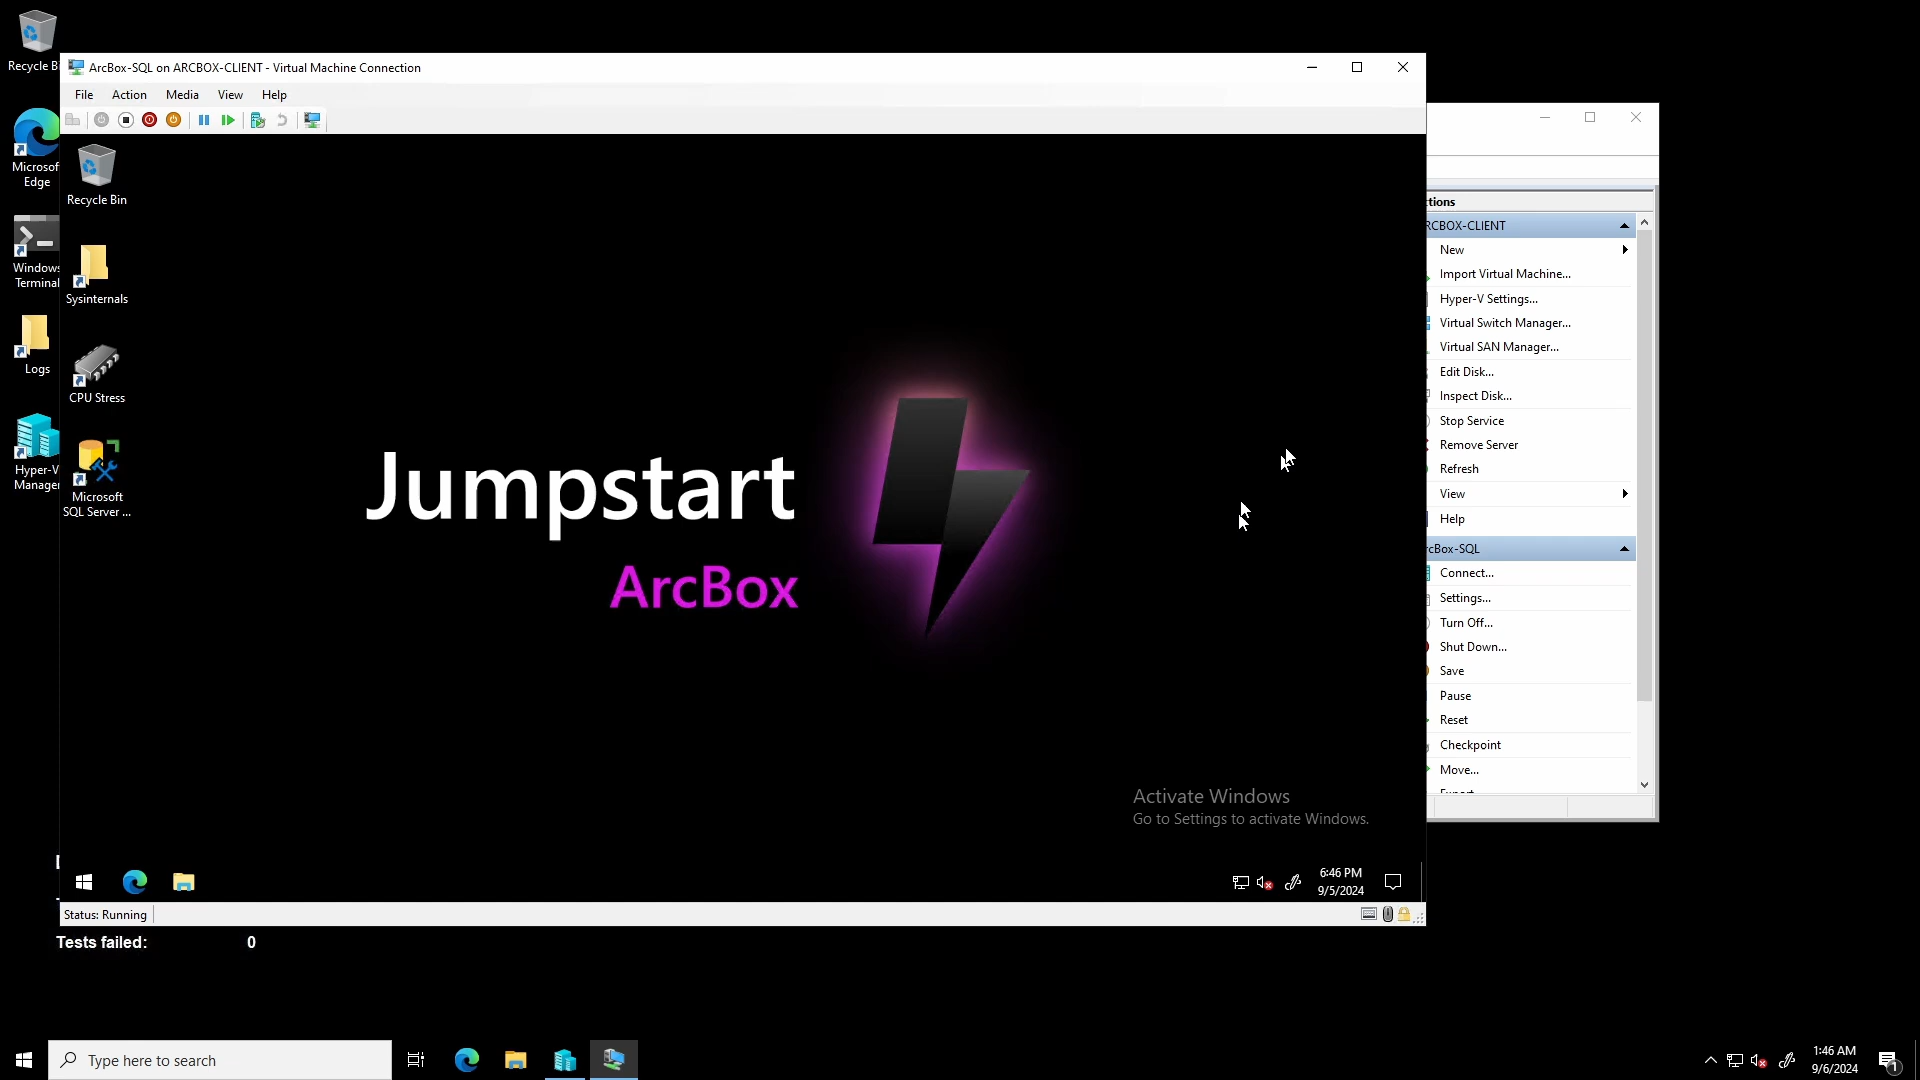 Recycle Bi
Microsof
Edge
Windows
Terminal
Logs
Hyper-V
Manager
ArcBox-SQL on ARCBOX-CLIENT - Virtual Machine Connection
File Action Media View Help
Recycle Bin
Sysinternals
CPU Stress
Microsoft
SQL Server ...
Jumpstart
ArcBox
Activate Windows
Go to Settings to activate Windows.
6:46 PM
9/5/2024
Status: Running
Tests failed: 0
ctions
RCBOX-CLIENT
New
Import Virtual Machine...
Hyper-V Settings...
Virtual Switch Manager...
Virtual SAN Manager...
Edit Disk...
Inspect Disk...
Stop Service
Remove Server
Refresh
View
Help
rcBox-SQL
Connect...
Settings...
Turn Off...
Shut Down...
Save
Pause
Reset
Checkpoint
Move...
Type here to search
1:46 AM
9/6/2024
1